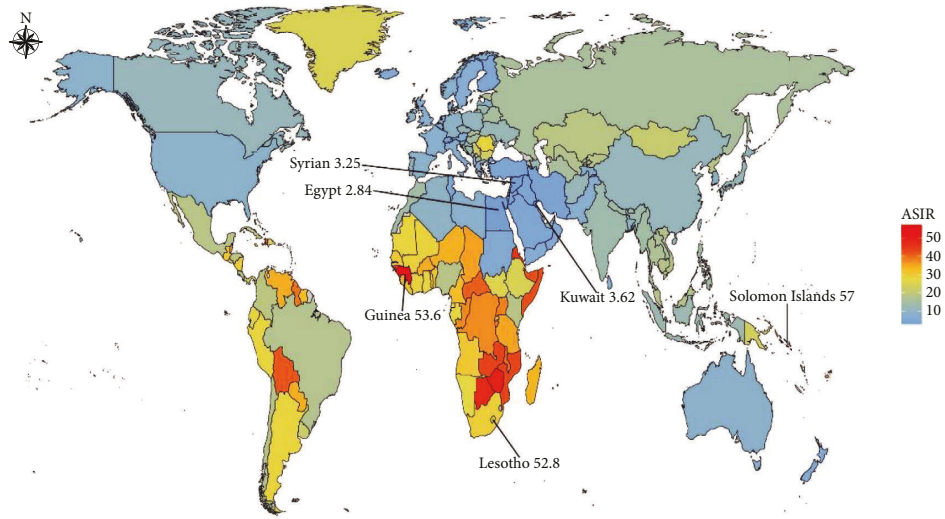 N
Syrian 3.25
Egypt 2.84
Guinea 53.6
Kuwait 3.62
Solomon Islands 57
Lesotho 52.8
ASIR
50
40
30
20
10